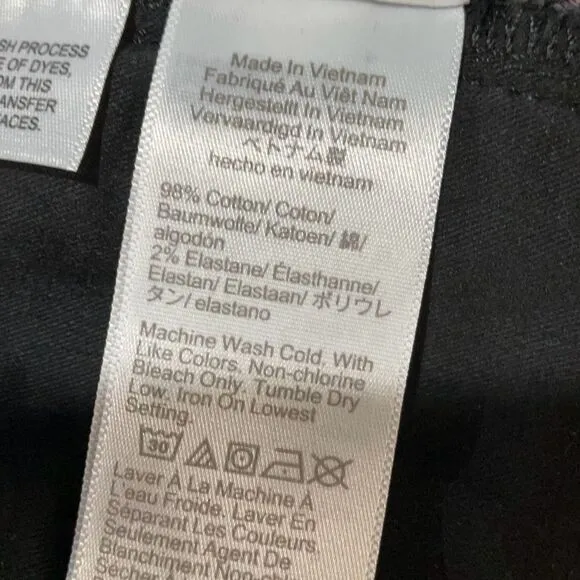 SH PROCESS
E OF DYES,
OM THIS
ANSFER
ACES.
Made In Vietnam
Fabriqué Au Viêt Nam
Hergestellt In Vietnam
Vervaardigd In Vietnam
ベトナム製
hecho en vietnam
98% Cotton/ Coton/
Baumwolle/ Katoen/ 綿/
algodón
2% Elastane/ Élasthanne/
Elastan/ Elastaan/ ポリウレ
タン/ elastano
Machine Wash Cold. With
Like Colors. Non-chlorine
Bleach Only. Tumble Dry
Low. Iron On Lowest
Setting.
30
Laver À La Machine À
L'eau Froide. Laver En
Séparant Les Couleurs.
Seulement Agent De
Blanchiment Non-
Sécher À